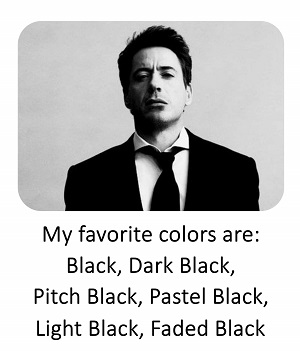 My favorite colors are:
Black, Dark Black,
Pitch Black, Pastel Black,
Light Black, Faded Black